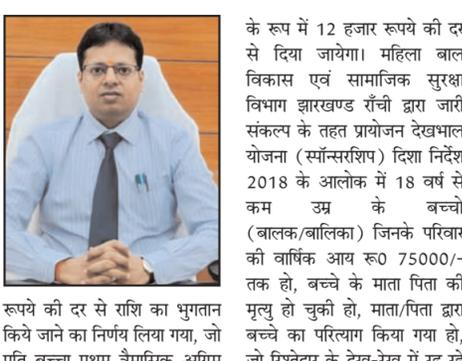 रूपये की दर से राशि का भुगतान
किये जाने का निर्णय लिया गया, जो
के रूप में 12 हजार रूपये की दर
से दिया जायेगा। महिला बाल
विकास एवं सामाजिक सुरक्षा
विभाग झारखण्ड राँची द्वारा जारी
संकल्प के तहत प्रायोजन देखभाल
योजना (स्पॉन्सरशिप) दिशा निर्देश
2018 के आलोक में 18 वर्ष से
कम उम्र के बच्चो
(बालक/बालिका) जिनके परिवार
की वार्षिक आय रू0 75000/-
तक हो, बच्चे के माता पिता की
मृत्यु हो चुकी हो, माता/पिता द्वारा
बच्चे का परित्याग किया गया हो,